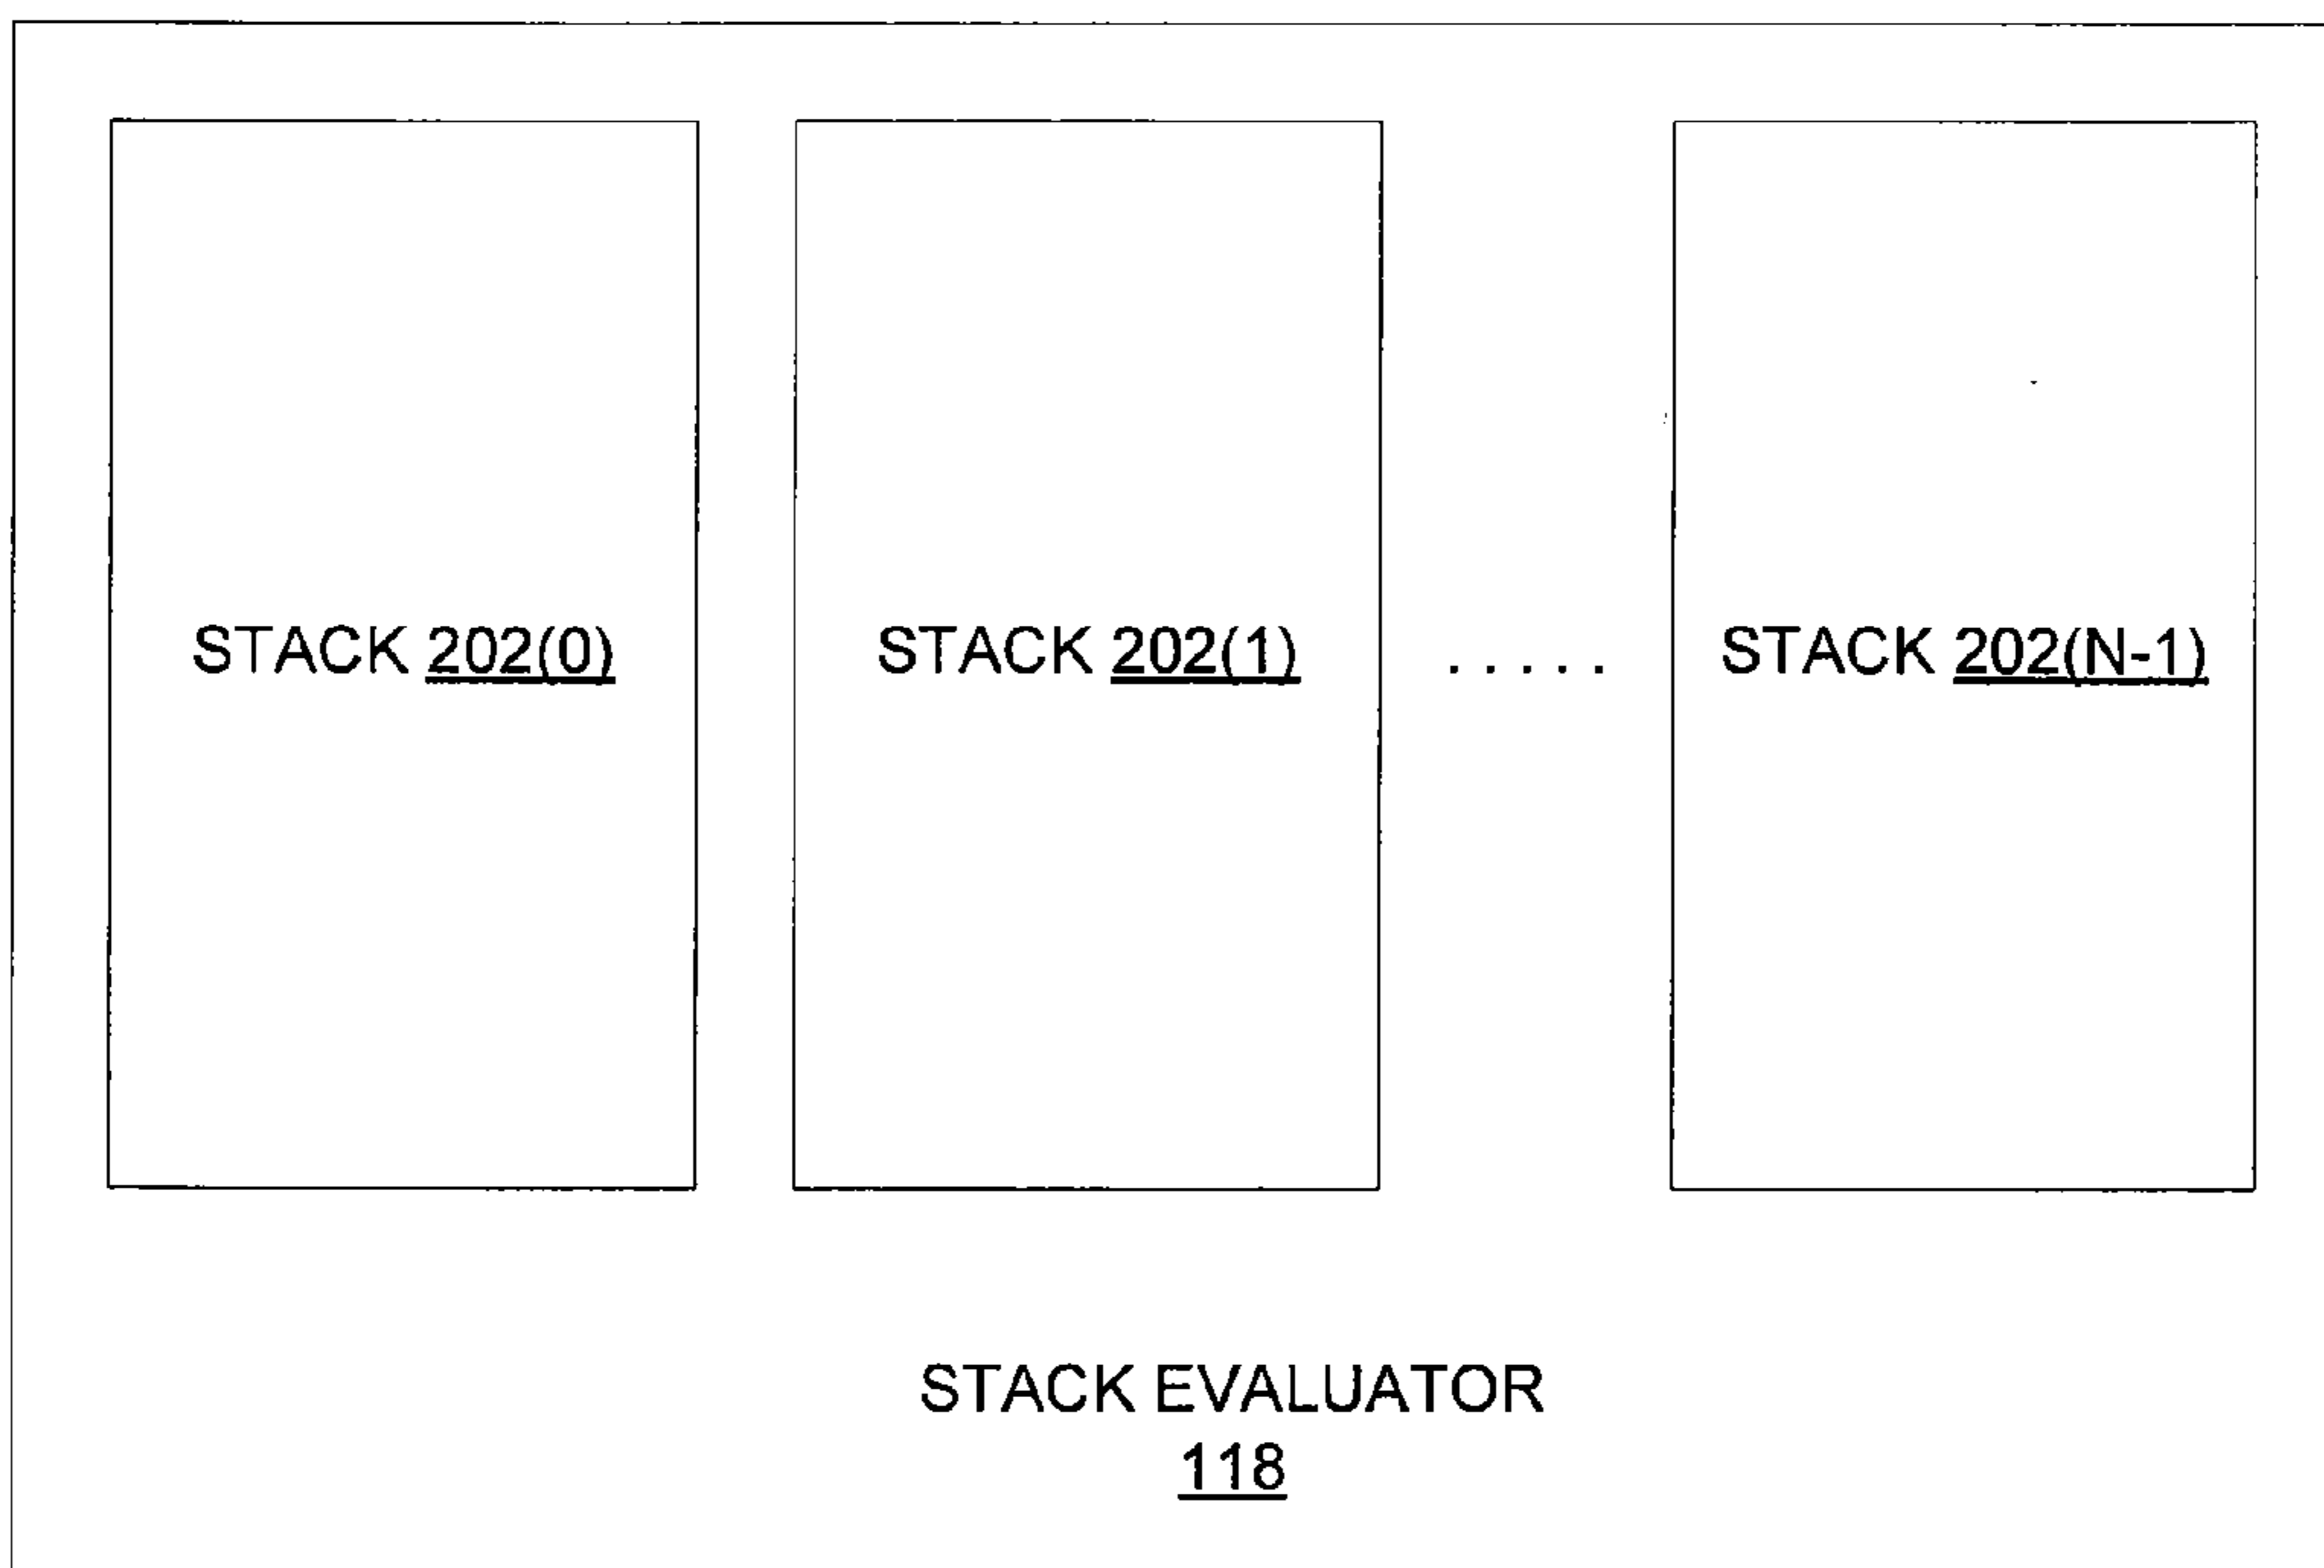 STACK 202(0)
STACK 202(1)
.....
STACK 202(N-1)
STACK EVALUATOR
118